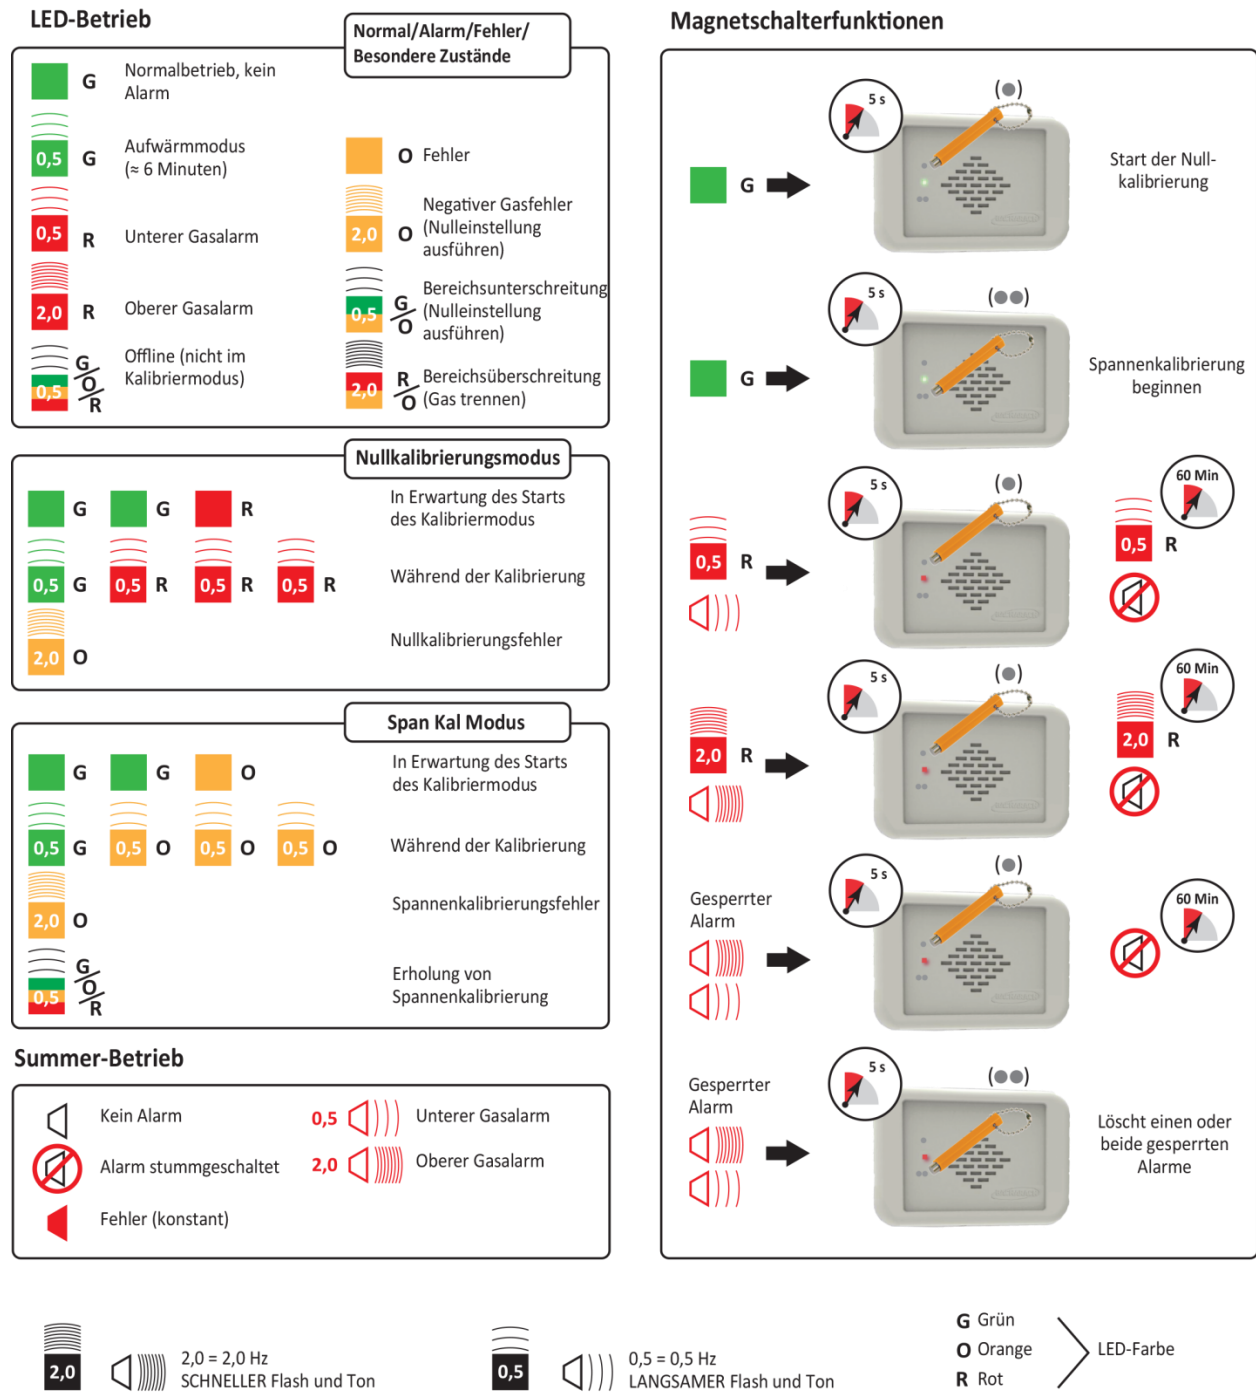 LED-Betrieb
Normal/Alarm/Fehler/
Besondere Zustände
G
Normalbetrieb, kein
Alarm
0,5
G
Aufwärmmodus
(≈ 6 Minuten)
0,5
R
Unterer Gasalarm
2,0
R
Oberer Gasalarm
0,5
G/O/R
Offline (nicht im
Kalibriermodus)
O
Fehler
2,0
O
Negativer Gasfehler
(Nulleinstellung
ausführen)
0,5
G/O
Bereichsunterschreitung
(Nulleinstellung
ausführen)
2,0
R/O
Bereichsüberschreitung
(Gas trennen)
Nullkalibrierungsmodus
G G R
In Erwartung des Starts
des Kalibriermodus
0,5 G 0,5 R 0,5 R 0,5 R
Während der Kalibrierung
2,0 O
Nullkalibrierungsfehler
Span Kal Modus
G G O
In Erwartung des Starts
des Kalibriermodus
0,5 G 0,5 O 0,5 O 0,5 O
Während der Kalibrierung
2,0 O
Spannenkalibrierungsfehler
0,5 G/O/R
Erholung von
Spannenkalibrierung
Summer-Betrieb
Kein Alarm
Alarm stummgeschaltet
Fehler (konstant)
0,5 Unterer Gasalarm
2,0 Oberer Gasalarm
Magnetschalterfunktionen
G
5 s
Start der Null-
kalibrierung
G
5 s
Spannenkalibrierung
beginnen
0,5 R
5 s
60 Min
0,5 R
2,0 R
5 s
60 Min
2,0 R
Gesperrter
Alarm
5 s
60 Min
Gesperrter
Alarm
5 s
Löscht einen oder
beide gesperrten
Alarme
2,0
2,0 = 2,0 Hz
SCHNELLER Flash und Ton
0,5
0,5 = 0,5 Hz
LANGSAMER Flash und Ton
G Grün
O Orange
R Rot
LED-Farbe